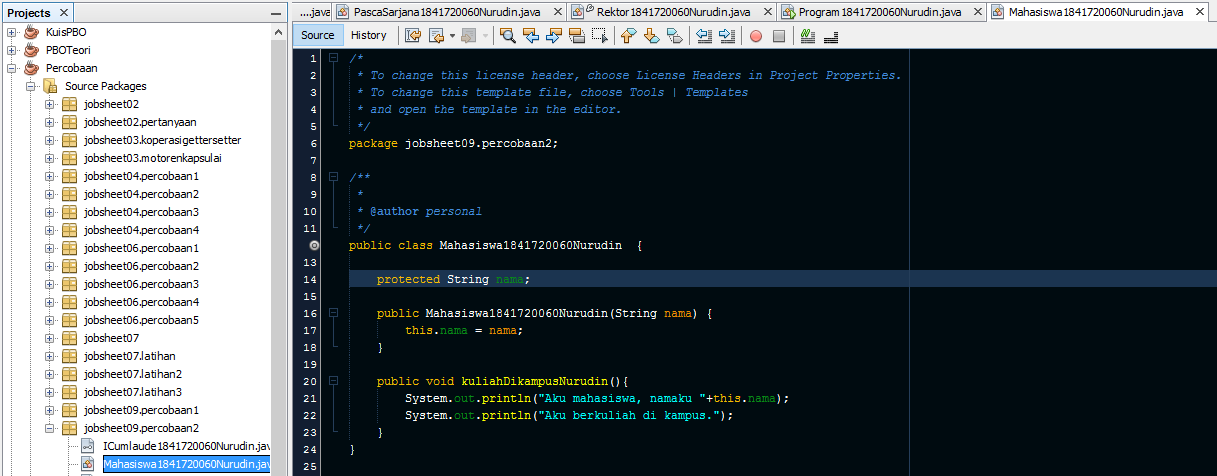 Projects
KuisPBO
PBOTeori
Percobaan
Source Packages
jobsheet02
jobsheet02.pertanyaan
jobsheet03.koperasigettersetter
jobsheet03.motorenkapsulai
jobsheet04.percobaan1
jobsheet04.percobaan2
jobsheet04.percobaan3
jobsheet04.percobaan4
jobsheet06.percobaan1
jobsheet06.percobaan2
jobsheet06.percobaan3
jobsheet06.percobaan4
jobsheet06.percobaan5
jobsheet07
jobsheet07.latihan
jobsheet07.latihan2
jobsheet07.latihan3
jobsheet09.percobaan1
jobsheet09.percobaan2
ICumlaude1841720060Nurudin.jav
Mahasiswa1841720060Nurudin.jav
....java PascaSarjana1841720060Nurudin.java Rektor1841720060Nurudin.java Program1841720060Nurudin.java Mahasiswa1841720060Nurudin.java
Source History
1 /*
2 * To change this license header, choose License Headers in Project Properties.
3 * To change this template file, choose Tools | Templates
4 * and open the template in the editor.
5 */
6 package jobsheet09.percobaan2;
7
8 /**
9 *
10 * @author personal
11 */
public class Mahasiswa1841720060Nurudin {
13
14 protected String nama;
15
16 public Mahasiswa1841720060Nurudin(String nama) {
17 this.nama = nama;
18 }
19
20 public void kuliahDikampusNurudin(){
21 System.out.println("Aku mahasiswa, namaku "+this.nama);
22 System.out.println("Aku berkuliah di kampus.");
23 }
24 }
25